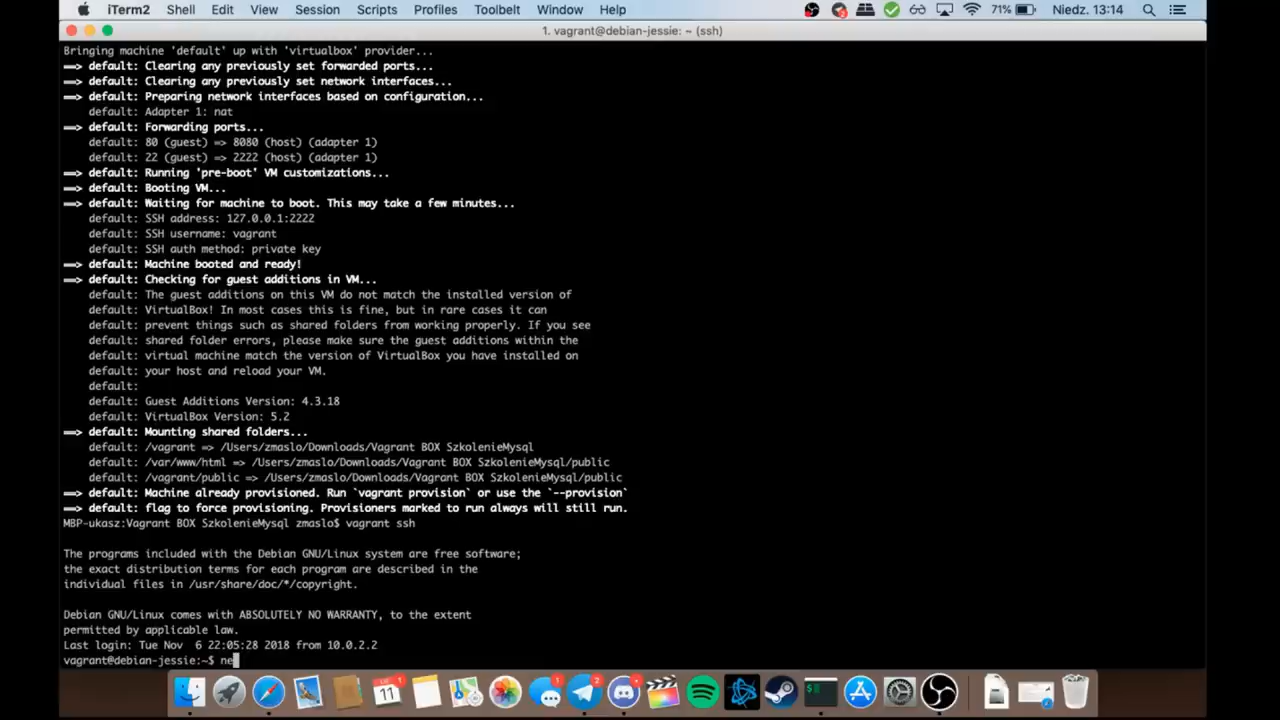 iTerm2 Shell Edit View Session Scripts Profiles Toolbelt Window Help 71% Niedz. 13:14
1. vagrant@debian-jessie: ~ (ssh)
Bringing machine 'default' up with 'virtualbox' provider...
==> default: Clearing any previously set forwarded ports...
==> default: Clearing any previously set network interfaces...
==> default: Preparing network interfaces based on configuration...
default: Adapter 1: nat
==> default: Forwarding ports...
default: 80 (guest) => 8080 (host) (adapter 1)
default: 22 (guest) => 2222 (host) (adapter 1)
==> default: Running 'pre-boot' VM customizations...
==> default: Booting VM...
==> default: Waiting for machine to boot. This may take a few minutes...
default: SSH address: 127.0.0.1:2222
default: SSH username: vagrant
default: SSH auth method: private key
==> default: Machine booted and ready!
==> default: Checking for guest additions in VM...
default: The guest additions on this VM do not match the installed version of
default: VirtualBox! In most cases this is fine, but in rare cases it can
default: prevent things such as shared folders from working properly. If you see
default: shared folder errors, please make sure the guest additions within the
default: virtual machine match the version of VirtualBox you have installed on
default: your host and reload your VM.
default:
default: Guest Additions Version: 4.3.18
default: VirtualBox Version: 5.2
==> default: Mounting shared folders...
default: /vagrant => /Users/zmaslo/Downloads/Vagrant BOX SzkolenieMysql
default: /var/www/html => /Users/zmaslo/Downloads/Vagrant BOX SzkolenieMysql/public
default: /vagrant/public => /Users/zmaslo/Downloads/Vagrant BOX SzkolenieMysql/public
==> default: Machine already provisioned. Run `vagrant provision` or use the `--provision`
==> default: flag to force provisioning. Provisioners marked to run always will still run.
MBP-ukasz:Vagrant BOX SzkolenieMysql zmaslo$ vagrant ssh
The programs included with the Debian GNU/Linux system are free software;
the exact distribution terms for each program are described in the
individual files in /usr/share/doc/*/copyright.
Debian GNU/Linux comes with ABSOLUTELY NO WARRANTY, to the extent
permitted by applicable law.
Last login: Tue Nov  6 22:05:28 2018 from 10.0.2.2
vagrant@debian-jessie:~$ ne
11